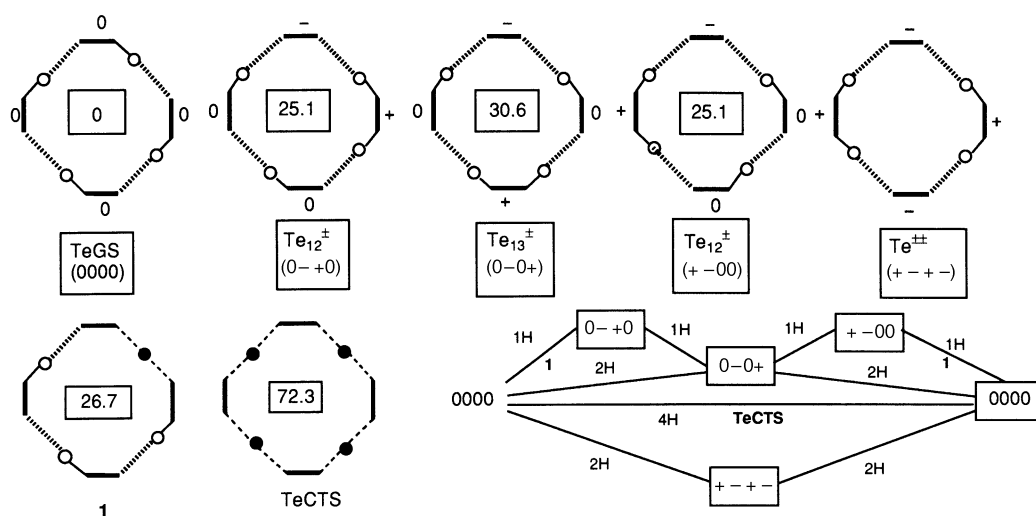 0
0
0
0
0
–
0
25.1
+
0
–
0
30.6
0
+
–
+
25.1
0
0
–
+
+
–
TeGS
(0000)
Te12±
(0– +0)
Te13±
(0–0+)
Te12±
(+ –00)
Te±±
(+ – + –)
26.7
1
72.3
TeCTS
0000
1H
1
0– +0
1H
2H
0–0+
1H
+ –00
1H
1
2H
0000
4H
TeCTS
2H
+ – + –
2H